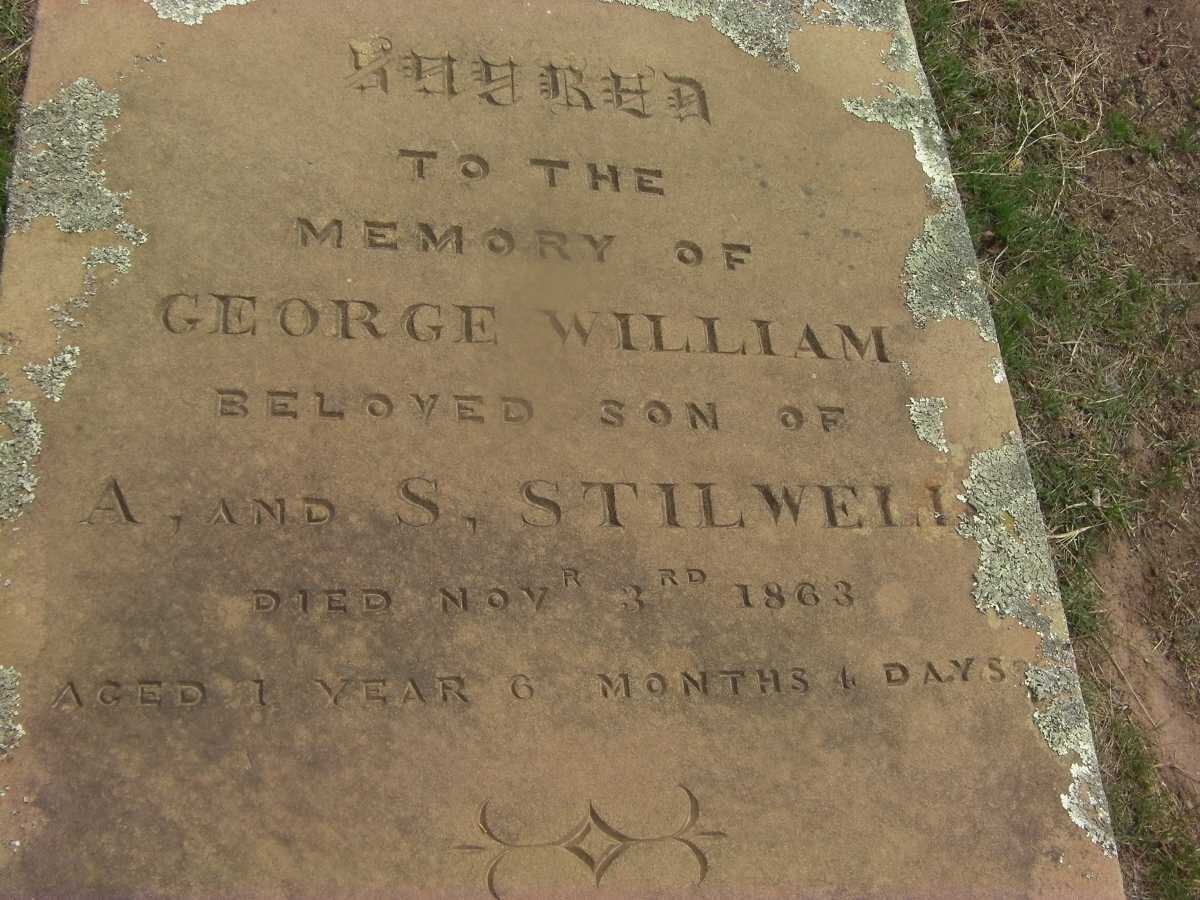 SACRED
TO THE
MEMORY OF
GEORGE WILLIAM
BELOVED SON OF
A, AND S, STILWELL
DIED NOVR 3RD 1863
AGED 1 YEAR 6 MONTHS 4 DAYS